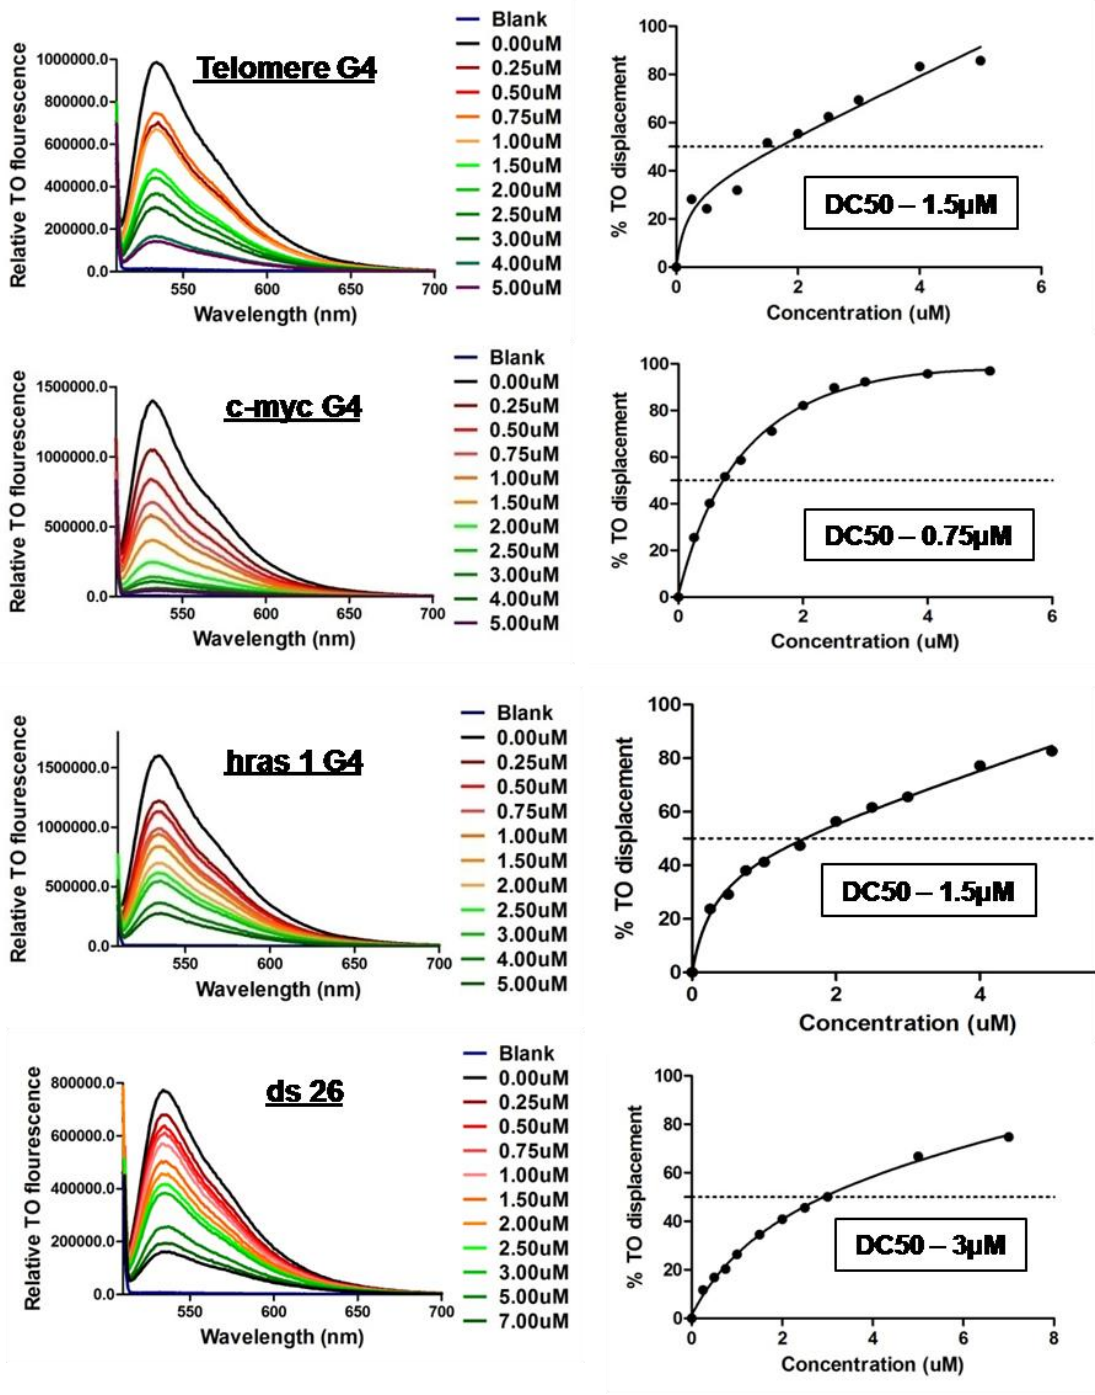 Telomere G4
Relative TO flourescence
1000000.0
800000.0
600000.0
400000.0
200000.0
0.0
550
600
650
700
Wavelength (nm)
Blank
0.00uM
0.25uM
0.50uM
0.75uM
1.00uM
1.50uM
2.00uM
2.50uM
3.00uM
4.00uM
5.00uM
% TO displacement
100
80
60
40
20
0
0
2
4
6
Concentration (uM)
DC50 – 1.5µM
c-myc G4
Relative TO flourescence
1500000.0
1000000.0
500000.0
0.0
550
600
650
700
Wavelength (nm)
Blank
0.00uM
0.25uM
0.50uM
0.75uM
1.00uM
1.50uM
2.00uM
2.50uM
3.00uM
4.00uM
5.00uM
% TO displacement
100
80
60
40
20
0
0
2
4
6
Concentration (uM)
DC50 – 0.75µM
hras 1 G4
Relative TO flourescence
1500000.0
1000000.0
500000.0
0.0
550
600
650
700
Wavelength (nm)
Blank
0.00uM
0.25uM
0.50uM
0.75uM
1.00uM
1.50uM
2.00uM
2.50uM
3.00uM
4.00uM
5.00uM
% TO displacement
100
80
60
40
20
0
0
2
4
Concentration (uM)
DC50 – 1.5µM
ds 26
Relative TO flourescence
800000.0
600000.0
400000.0
200000.0
0.0
550
600
650
700
Wavelength (nm)
Blank
0.00uM
0.25uM
0.50uM
0.75uM
1.00uM
1.50uM
2.00uM
2.50uM
3.00uM
5.00uM
7.00uM
% TO displacement
100
80
60
40
20
0
0
2
4
6
8
Concentration (uM)
DC50 – 3µM